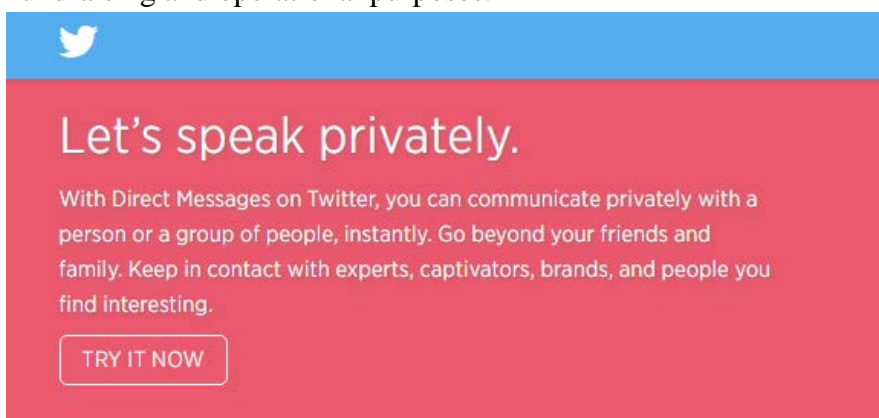 operational purposes.
Let's speak privately.
With Direct Messages on Twitter, you can communicate privately with a
person or a group of people, instantly. Go beyond your friends and
family. Keep in contact with experts, captivators, brands, and people you
find interesting.
TRY IT NOW